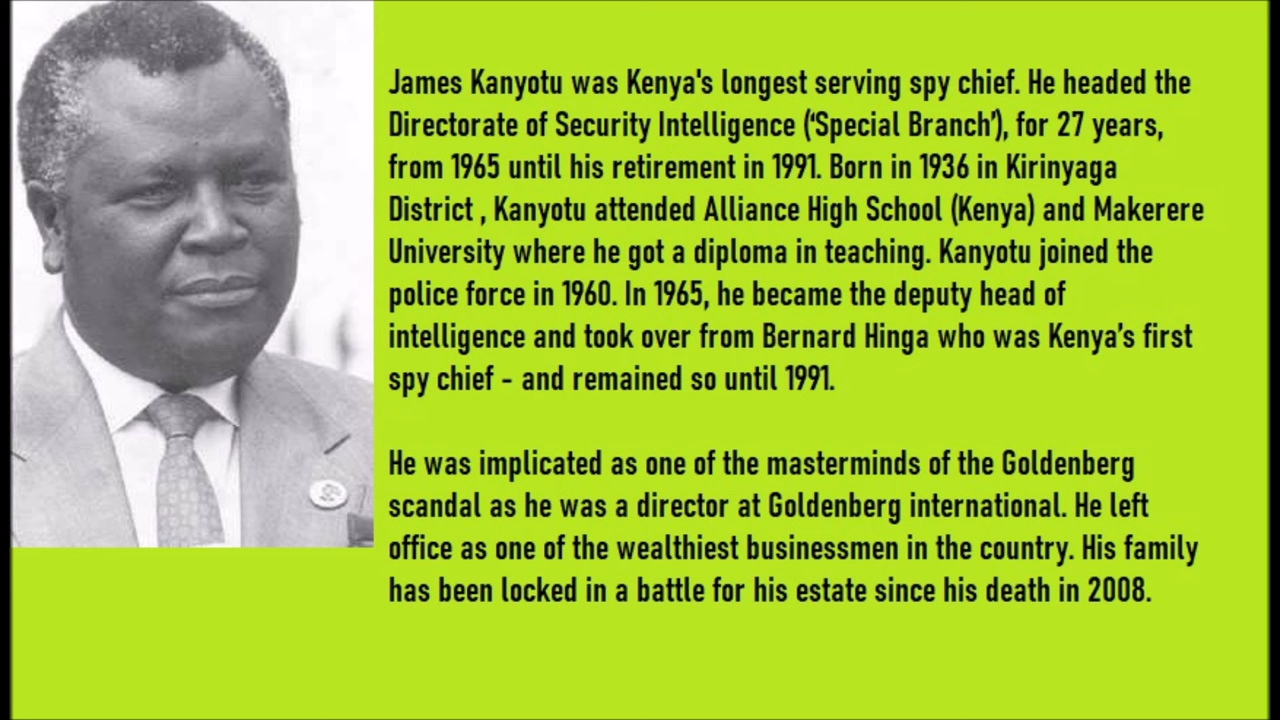 James Kanyotu was Kenya's longest serving spy chief. He headed the
Directorate of Security Intelligence (‘Special Branch’), for 27 years,
from 1965 until his retirement in 1991. Born in 1936 in Kirinyaga
District , Kanyotu attended Alliance High School (Kenya) and Makerere
University where he got a diploma in teaching. Kanyotu joined the
police force in 1960. In 1965, he became the deputy head of
intelligence and took over from Bernard Hinga who was Kenya’s first
spy chief - and remained so until 1991.
He was implicated as one of the masterminds of the Goldenberg
scandal as he was a director at Goldenberg international. He left
office as one of the wealthiest businessmen in the country. His family
has been locked in a battle for his estate since his death in 2008.